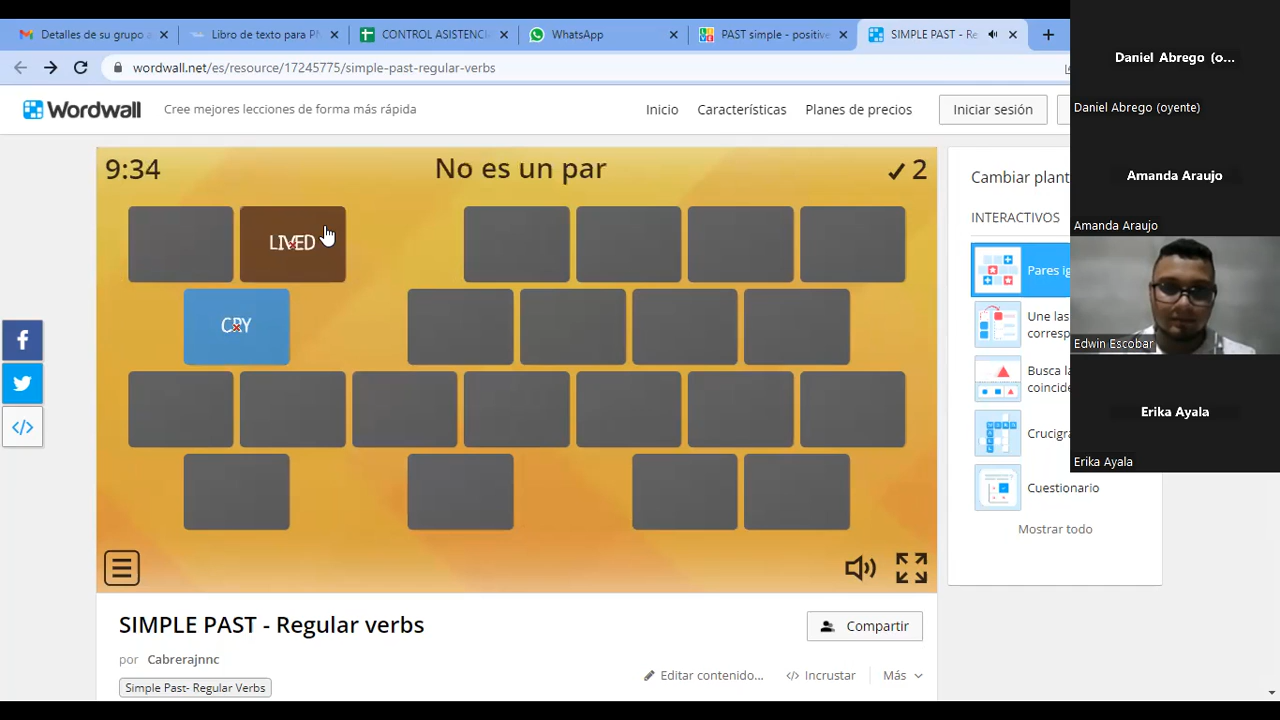 Detalles de su grupo a
Libro de texto para PM
CONTROL ASISTENCI
WhatsApp
PAST simple - positive
SIMPLE PAST - Re
wordwall.net/es/resource/17245775/simple-past-regular-verbs
Wordwall
Cree mejores lecciones de forma más rápida
Inicio
Características
Planes de precios
Iniciar sesión
9:34
No es un par
2
LIVED
CRY
SIMPLE PAST - Regular verbs
por Cabrerajnnc
Simple Past- Regular Verbs
Compartir
Editar contenido...
Incrustar
Más
Cambiar plant
INTERACTIVOS
Pares ig
Une las
corresp
Busca la
coincide
Crucigra
Cuestionario
Mostrar todo
Daniel Abrego (o...
Daniel Abrego (oyente)
Amanda Araujo
Amanda Araujo
Edwin Escobar
Erika Ayala
Erika Ayala